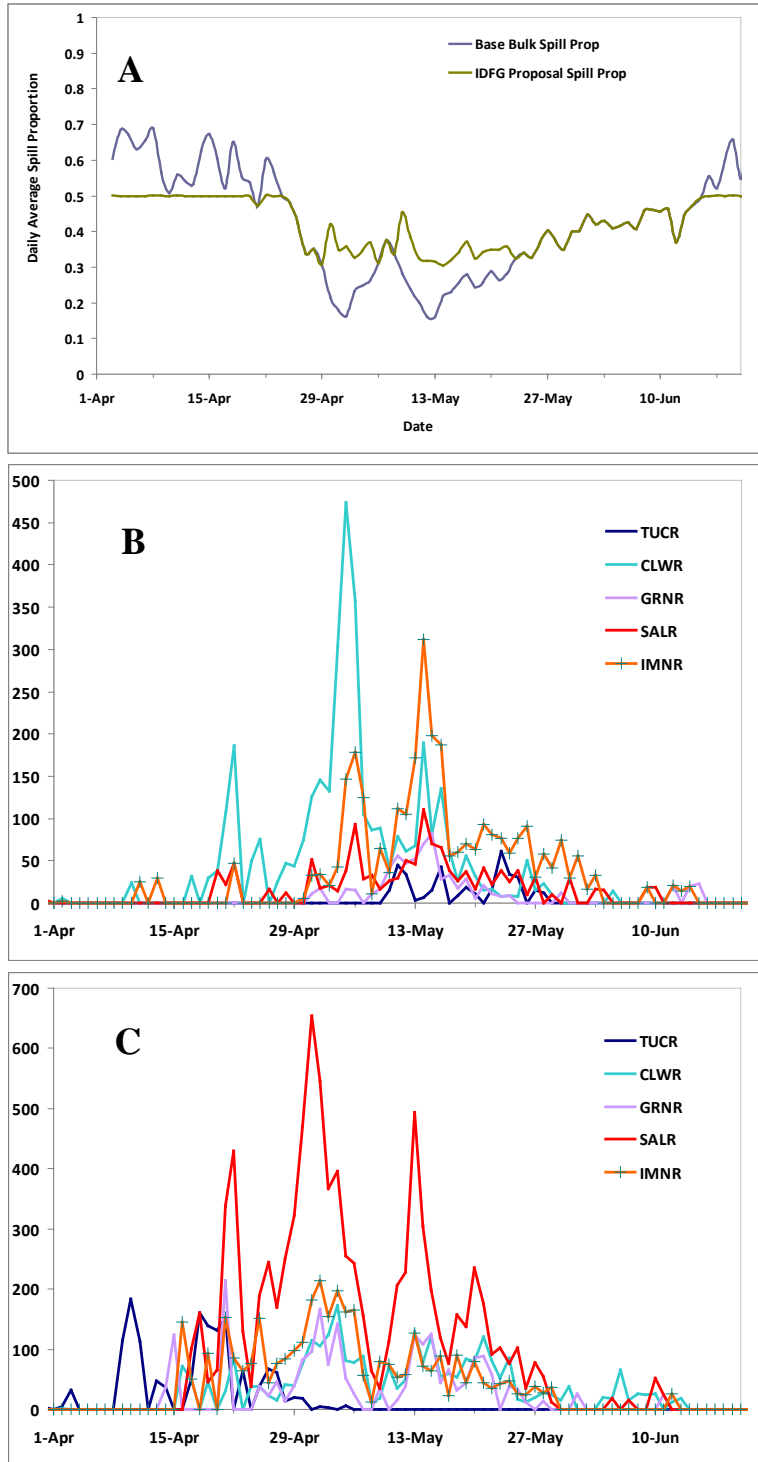 1
0.9
0.8
0.7
0.6
0.5
0.4
0.3
0.2
0.1
0
Daily Average Spill Proportion
A
Base Bulk Spill Prop
IDFG Proposal Spill Prop
1-Apr 15-Apr 29-Apr 13-May 27-May 10-Jun
Date
500
450
400
350
300
250
200
150
100
50
0
B
TUCR
CLWR
GRNR
SALR
IMNR
1-Apr 15-Apr 29-Apr 13-May 27-May 10-Jun
700
600
500
400
300
200
100
0
C
TUCR
CLWR
GRNR
SALR
IMNR
1-Apr 15-Apr 29-Apr 13-May 27-May 10-Jun